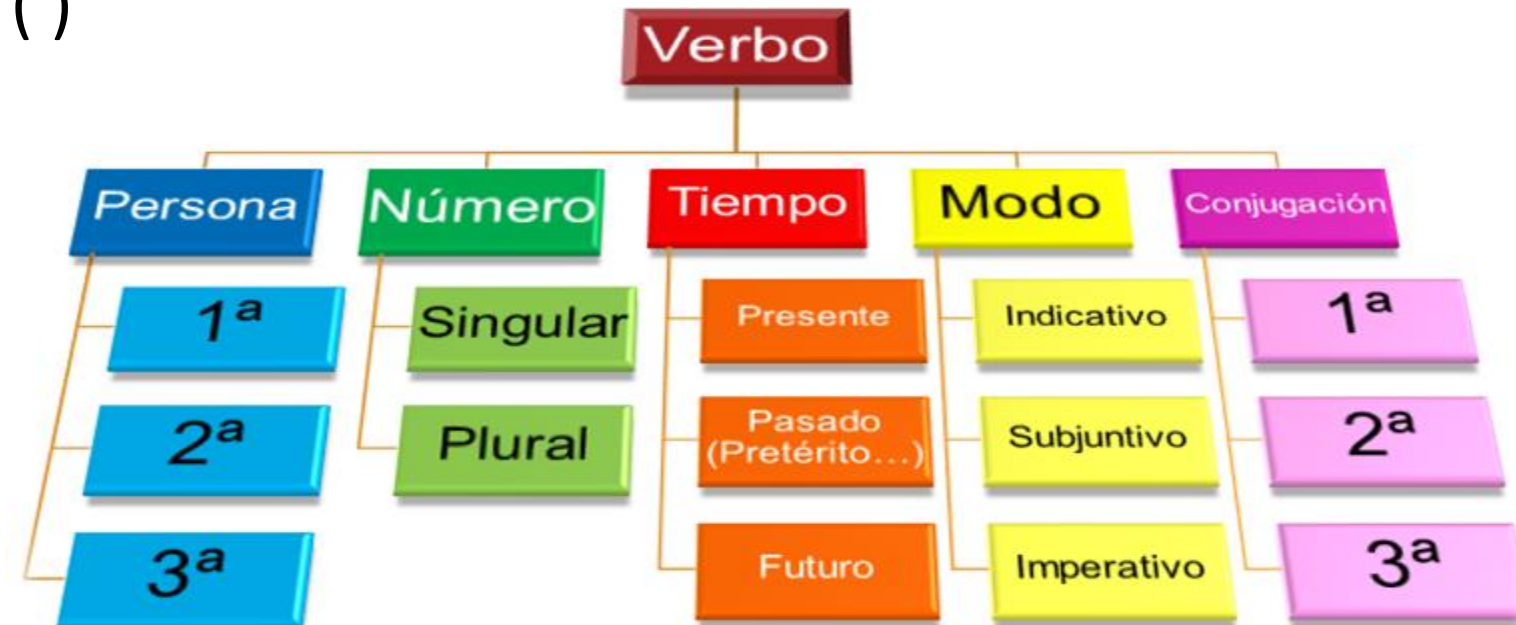 ( )
Verbo
Persona
1ª
2ª
3ª
Número
Singular
Plural
Tiempo
Presente
Pasado
(Pretérito...)
Futuro
Modo
Indicativo
Subjuntivo
Imperativo
Conjugación
1ª
2ª
3ª